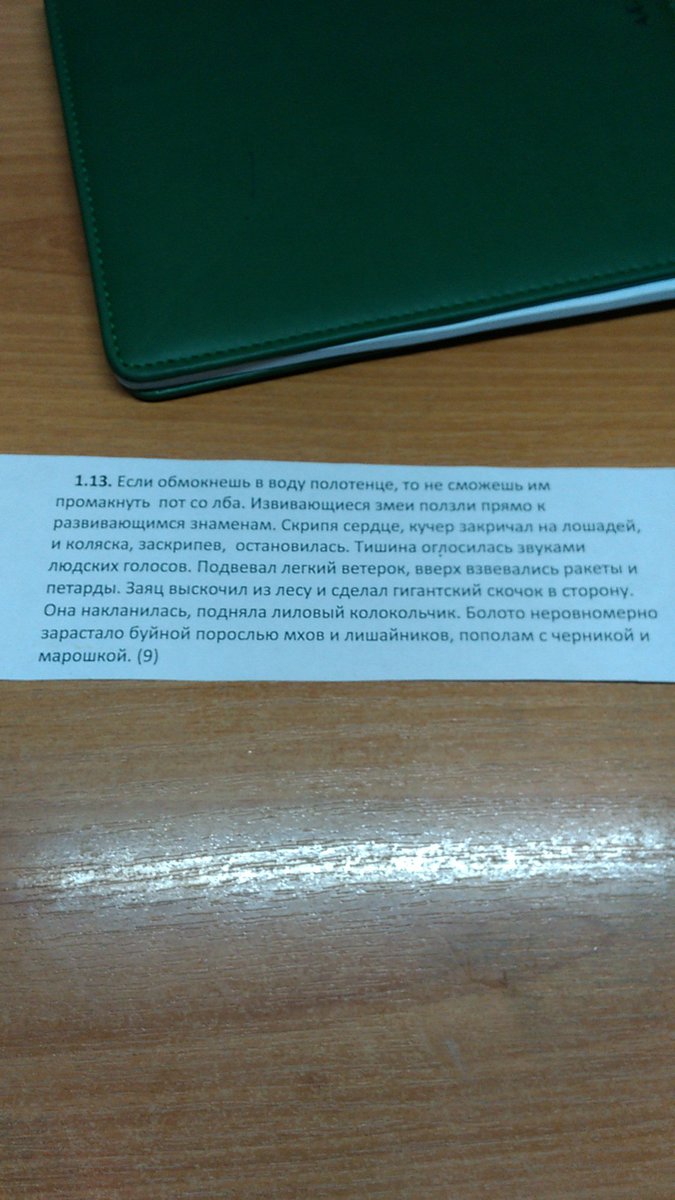 1.13. Если обмокнешь в воду полотенце, то не сможешь им
промакнуть пот со лба. Извивающиеся змеи ползли прямо к
развивающимся знаменам. Скрипя сердце, кучер закричал на лошадей,
и коляска, заскрипев, остановилась. Тишина огл​осилась звуками
людских голосов. Подвевал легкий ветерок, вверх взвевались ракеты и
петарды. Заяц выскочил из лесу и сделал гигантский скочок в сторону.
Она накланилась, подняла лиловый колокольчик. Болото неровномерно
зарастало буйной порослью мхов и лишайников, пополам с черникой и
марошкой. (9)